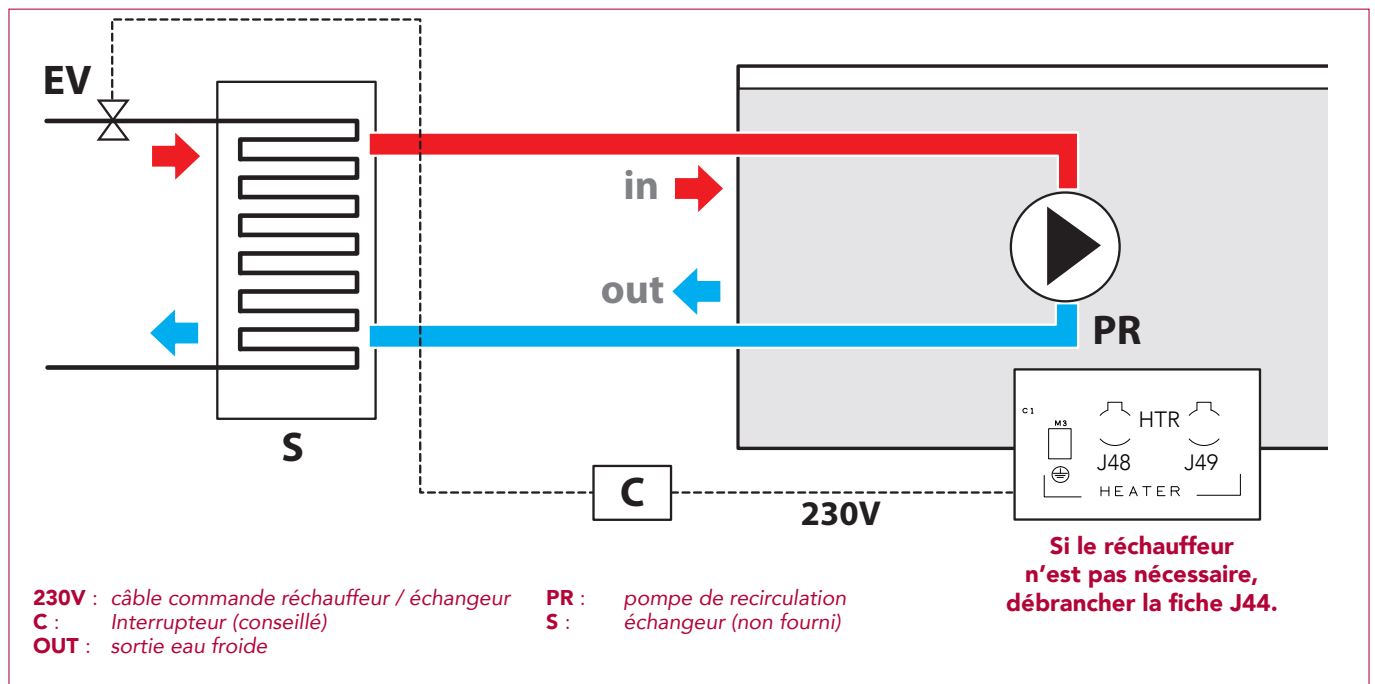 EV
in
out
PR
S
C
230V
C1
M3
HTR
J48 J49
HEATER
Si le réchauffeur
n’est pas nécessaire,
débrancher la fiche J44.
230V : câble commande réchauffeur / échangeur
C : Interrupteur (conseillé)
OUT : sortie eau froide
PR : pompe de recirculation
S : échangeur (non fourni)